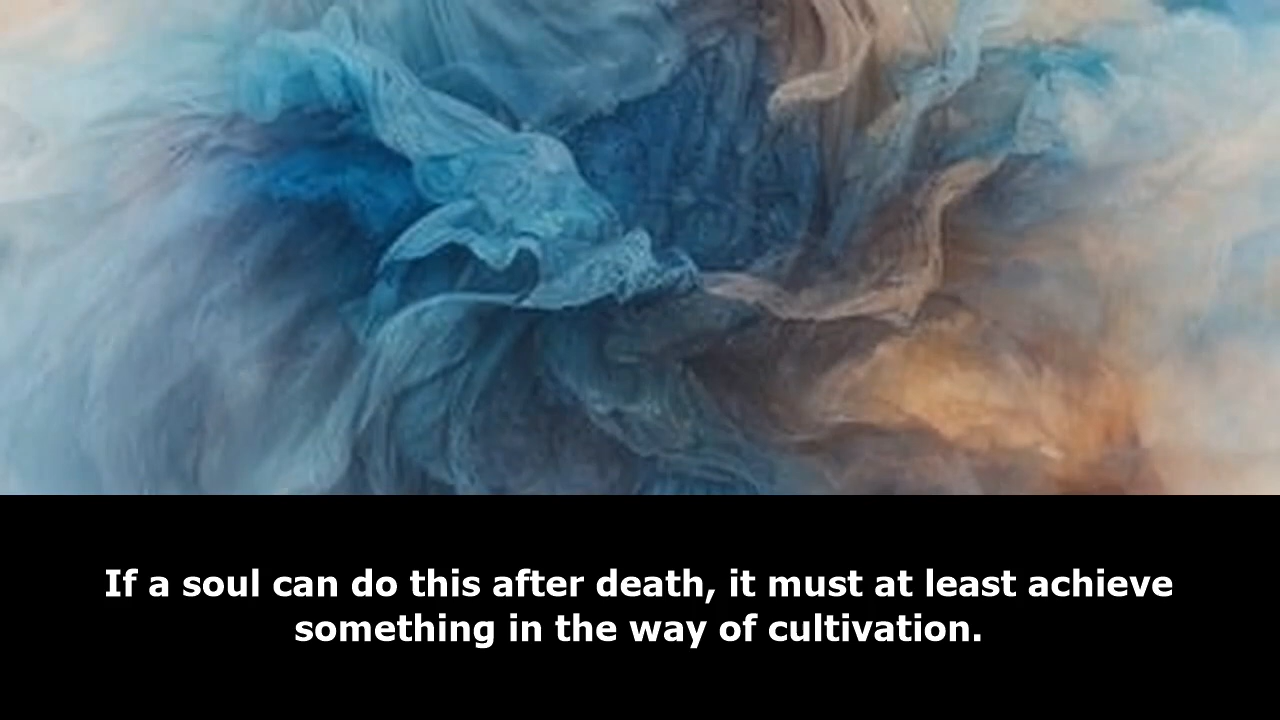 If a soul can do this after death, it must at least achieve
something in the way of cultivation.